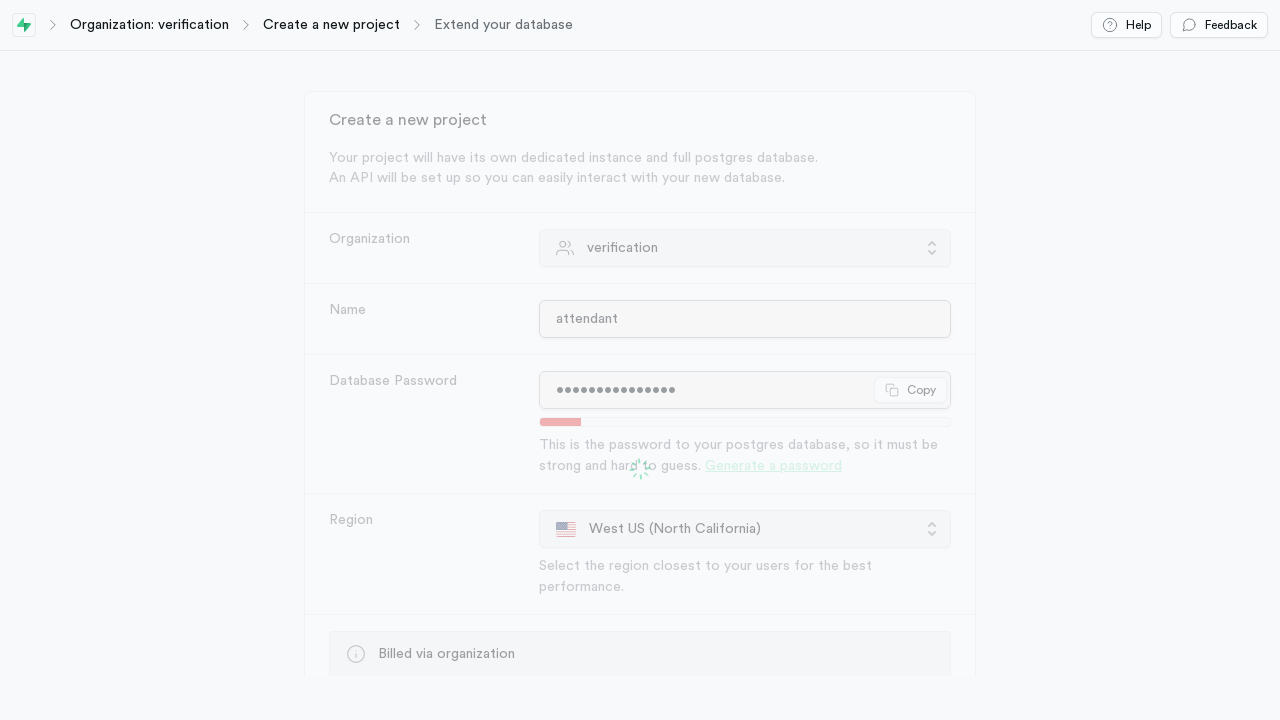 Organization: verification
Create a new project
Extend your database
Help
Feedback
Create a new project
Your project will have its own dedicated instance and full postgres database.
An API will be set up so you can easily interact with your new database.
Organization
verification
Name
attendant
Database Password
•••••••••••••••
Copy
This is the password to your postgres database, so it must be
strong and hard to guess. Generate a password
Region
West US (North California)
Select the region closest to your users for the best
performance.
Billed via organization